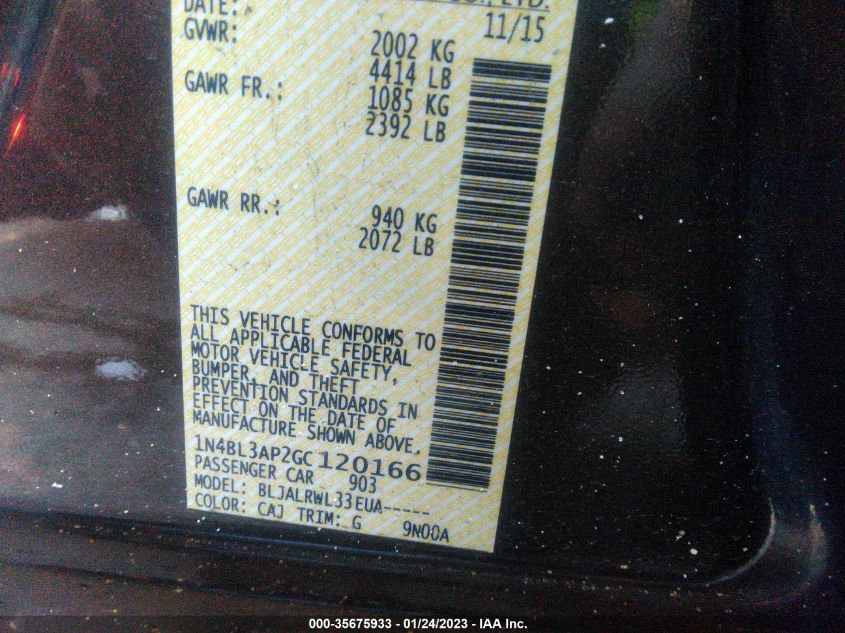 DATE:
LTD.
11/15
GVWR:
2002 KG
4414 LB
GAWR FR.:
1085 KG
2392 LB
GAWR RR.:
940 KG
2072 LB
THIS VEHICLE CONFORMS TO
ALL APPLICABLE FEDERAL
MOTOR VEHICLE SAFETY,
BUMPER, AND THEFT
PREVENTION STANDARDS IN
EFFECT ON THE DATE OF
MANUFACTURE SHOWN ABOVE.
1N4BL3AP2GC120166
PASSENGER CAR 903
MODEL: BLJALRWL33EUA-----
COLOR: CAJ TRIM: G 9N00A
000-35675933 - 01/24/2023 - IAA Inc.